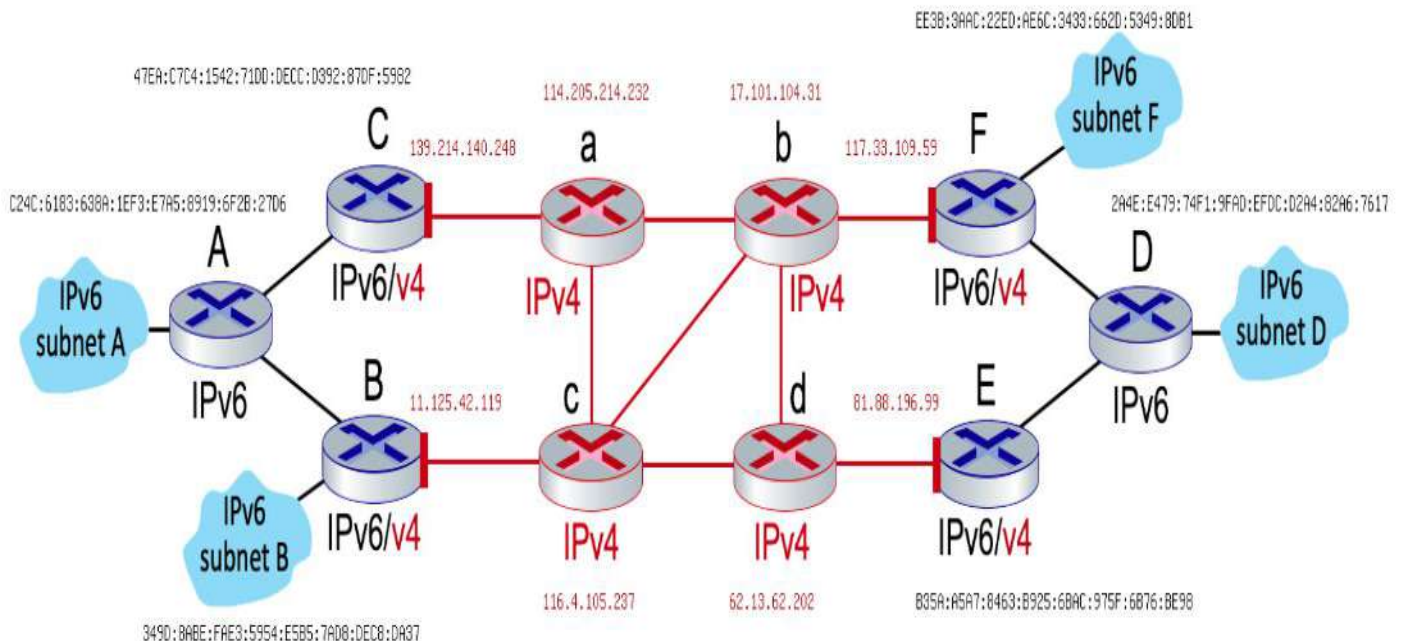 EE3B:3AAC:22ED:AE6C:3433:662D:5349:8DB1
47EA:C7C4:1542:71DD:DECC:D392:87DF:5982
IPv6
subnet F
114.205.214.232
17.101.104.31
C
139.214.140.248
a
b
117.33.109.59
F
C24C:6183:638A:1EF3:E7A5:8919:6F2B:27D6
2A4E:E479:74F1:9FAD:EFDC:D2A4:82A6:7617
A
D
IPv6/v4
IPv4
IPv4
IPv6/v4
IPv6
subnet A
IPv6
subnet D
IPv6
B
11.125.42.119
c
d
81.88.196.99
E
IPv6
IPv6
subnet B
IPv6/v4
IPv4
IPv4
IPv6/v4
116.4.105.237
62.13.62.202
B35A:A5A7:8463:B925:6BAC:975F:6B76:BE98
349D:8ABE:FAE3:5954:E5B5:7AD8:DEC8:DA37